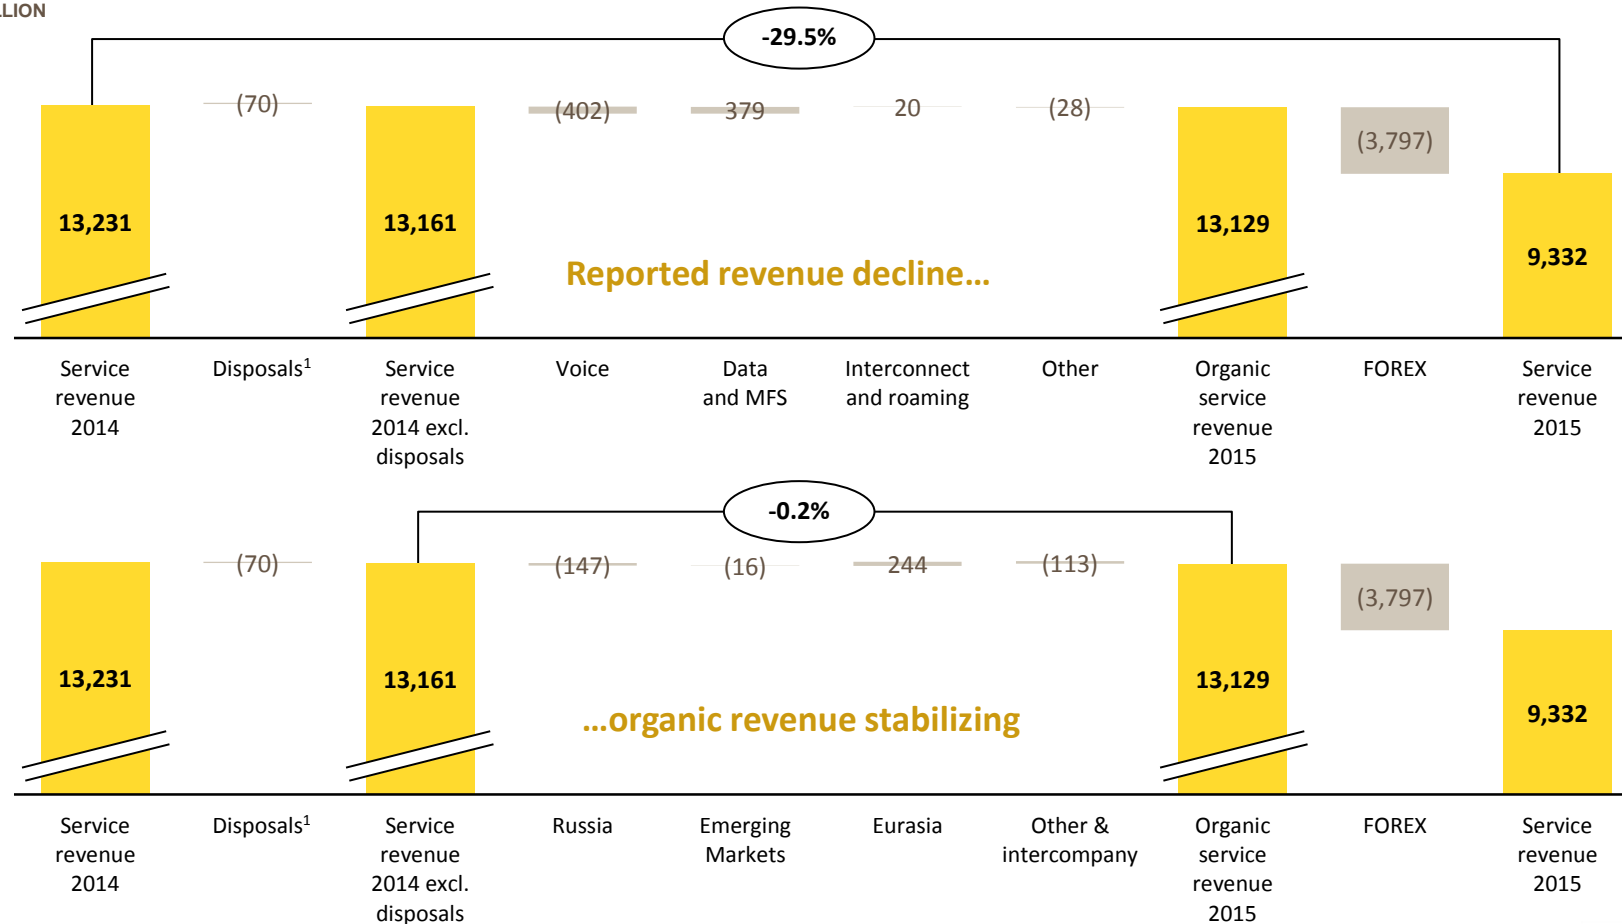 LLION
-29.5%
(70) (402) 379 20 (28)
(3,797)
13,231 13,161 13,129
9,332
Reported revenue decline…
Service revenue 2014
Disposals1
Service revenue 2014 excl. disposals
Voice
Data and MFS
Interconnect and roaming
Other
Organic service revenue 2015
FOREX
Service revenue 2015
-0.2%
(70) (147) (16) 244 (113)
(3,797)
13,231 13,161 13,129
9,332
…organic revenue stabilizing
Service revenue 2014
Disposals1
Service revenue 2014 excl. disposals
Russia
Emerging Markets
Eurasia
Other & intercompany
Organic service revenue 2015
FOREX
Service revenue 2015